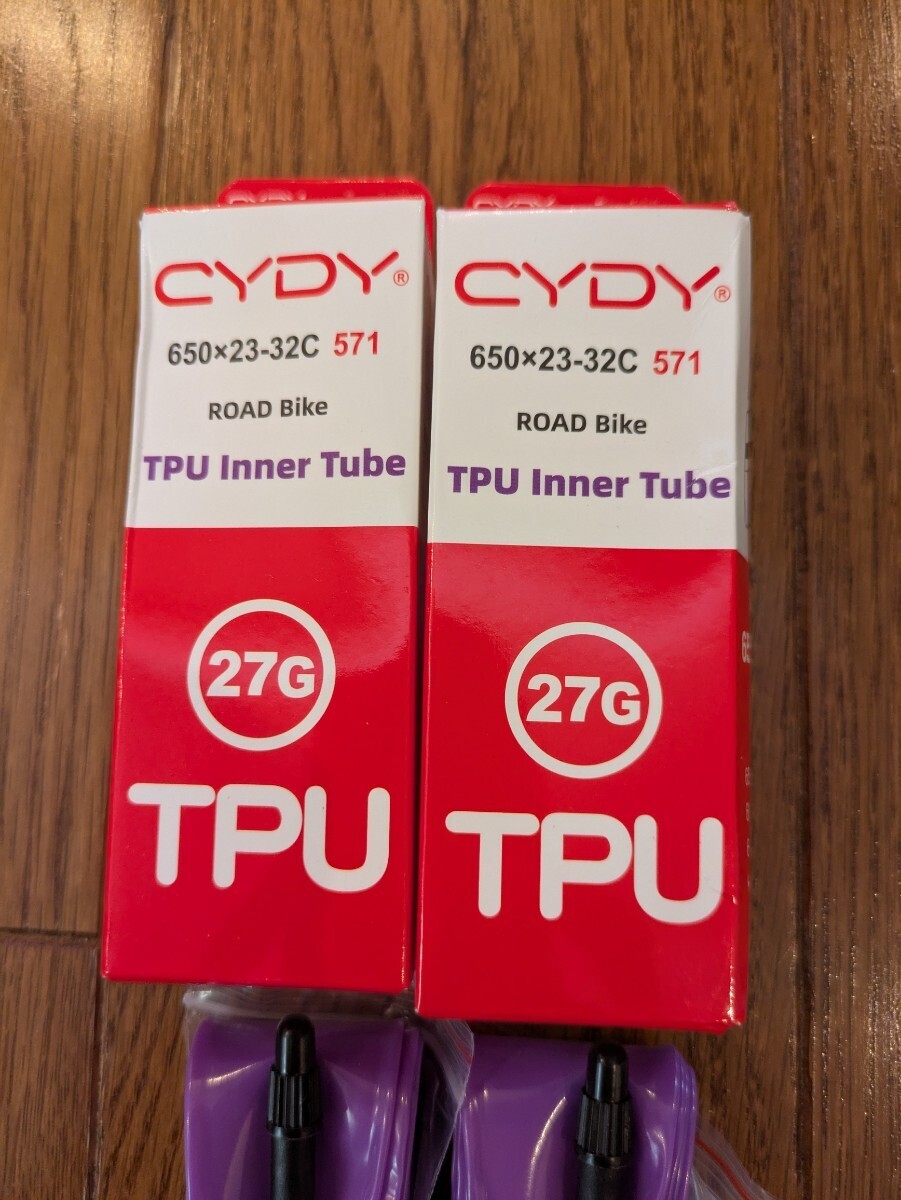 CYDY®
650×23-32C 571
ROAD Bike
TPU Inner Tube
27G
TPU
CYDY®
650×23-32C 571
ROAD Bike
TPU Inner Tube
27G
TPU